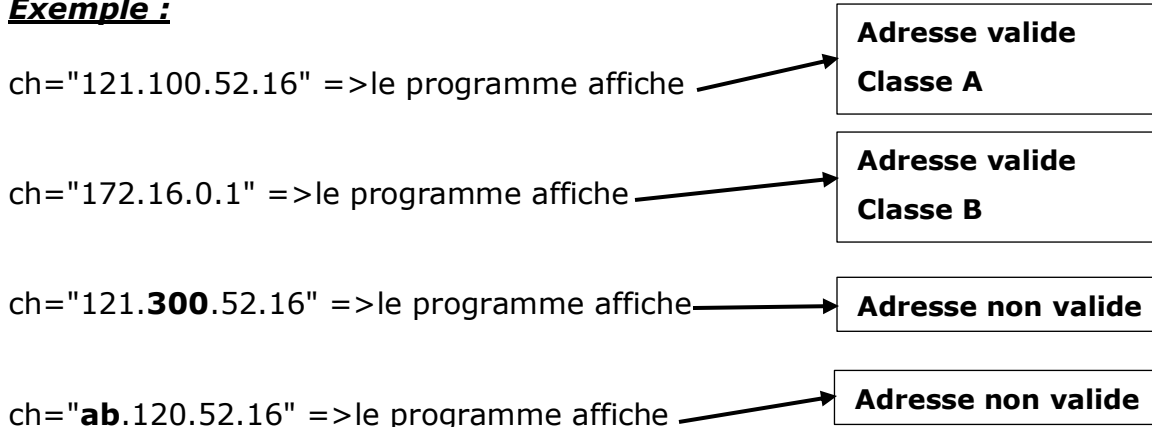 Exemple :
ch="121.100.52.16" =>le programme affiche
Adresse valide
Classe A
ch="172.16.0.1" =>le programme affiche
Adresse valide
Classe B
ch="121.300.52.16" =>le programme affiche
Adresse non valide
ch="ab.120.52.16" =>le programme affiche
Adresse non valide